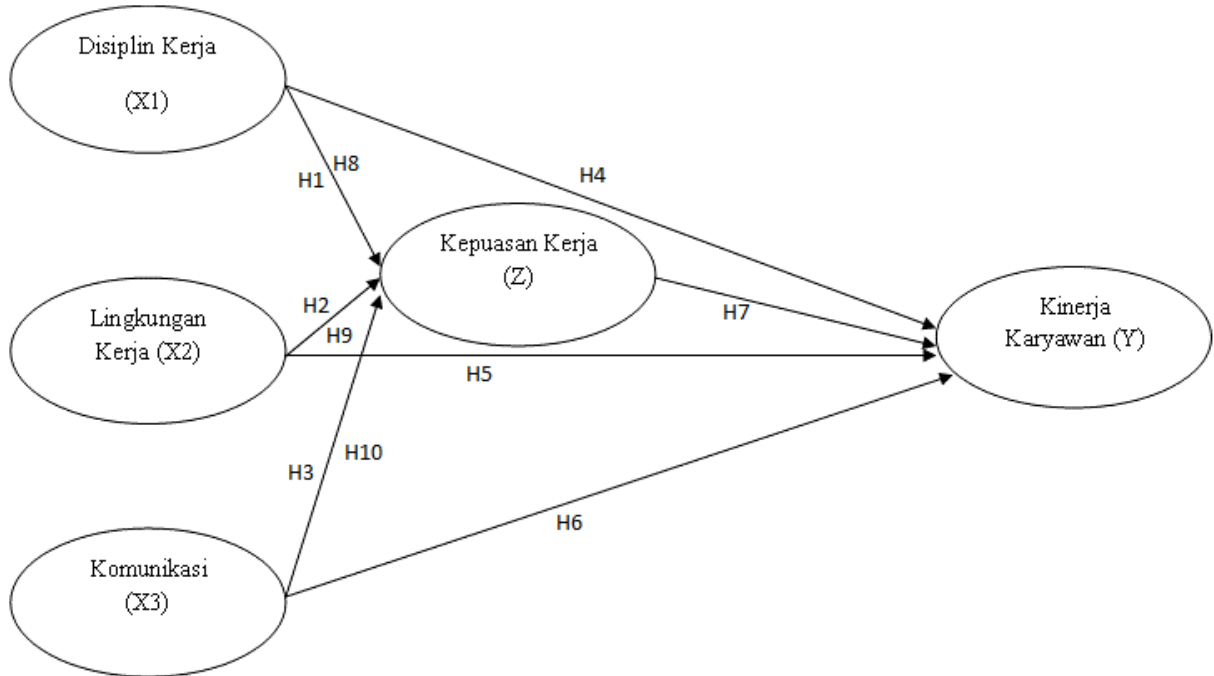 Disiplin Kerja
(X1)
H8
H1
H4
Kepuasan Kerja
(Z)
H2
H9
H7
Lingkungan
Kerja (X2)
H5
Kinerja
Karyawan (Y)
H3
H10
H6
Komunikasi
(X3)